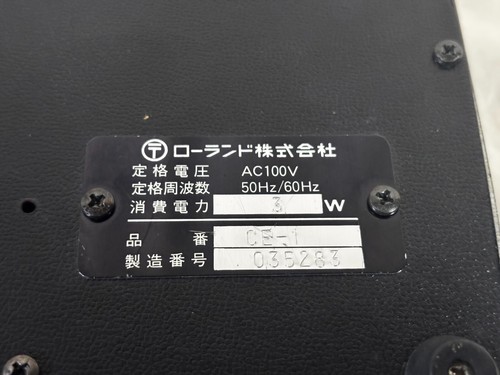 〒 ローランド株式会社
定格電圧 AC100V
定格周波数 50Hz/60Hz
消費電力 3 W
品番 CE-1
製造番号 035283